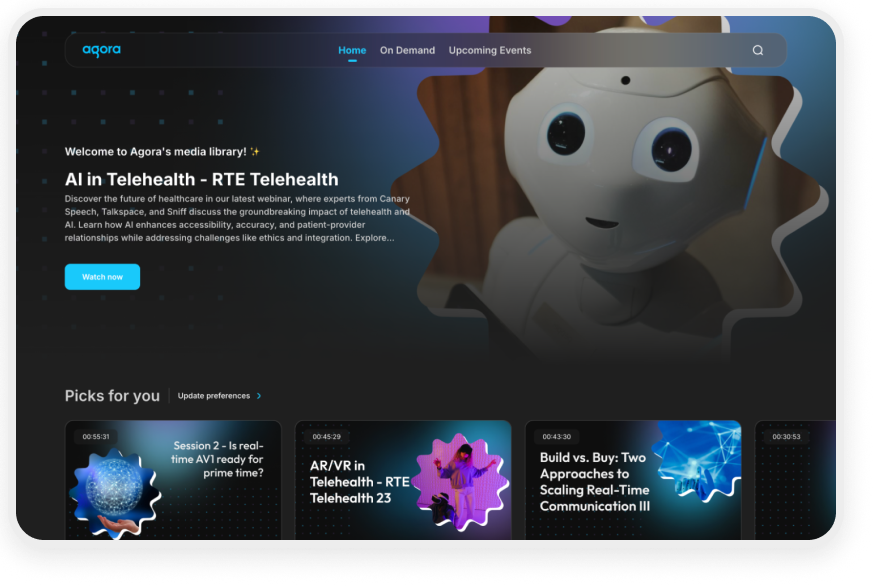 agora
Home On Demand Upcoming Events
Welcome to Agora's media library! ✨
AI in Telehealth - RTE Telehealth
Discover the future of healthcare in our latest webinar, where experts from Canary
Speech, Talkspace, and Sniff discuss the groundbreaking impact of telehealth and
AI. Learn how AI enhances accessibility, accuracy, and patient-provider
relationships while addressing challenges like ethics and integration. Explore...
Watch now
Picks for you
Update preferences >
00:55:31
Session 2 - Is real-
time AV1 ready for
prime time?
00:45:29
AR/VR in
Telehealth - RTE
Telehealth 23
00:43:30
Build vs. Buy: Two
Approaches to
Scaling Real-Time
Communication III
00:30:53